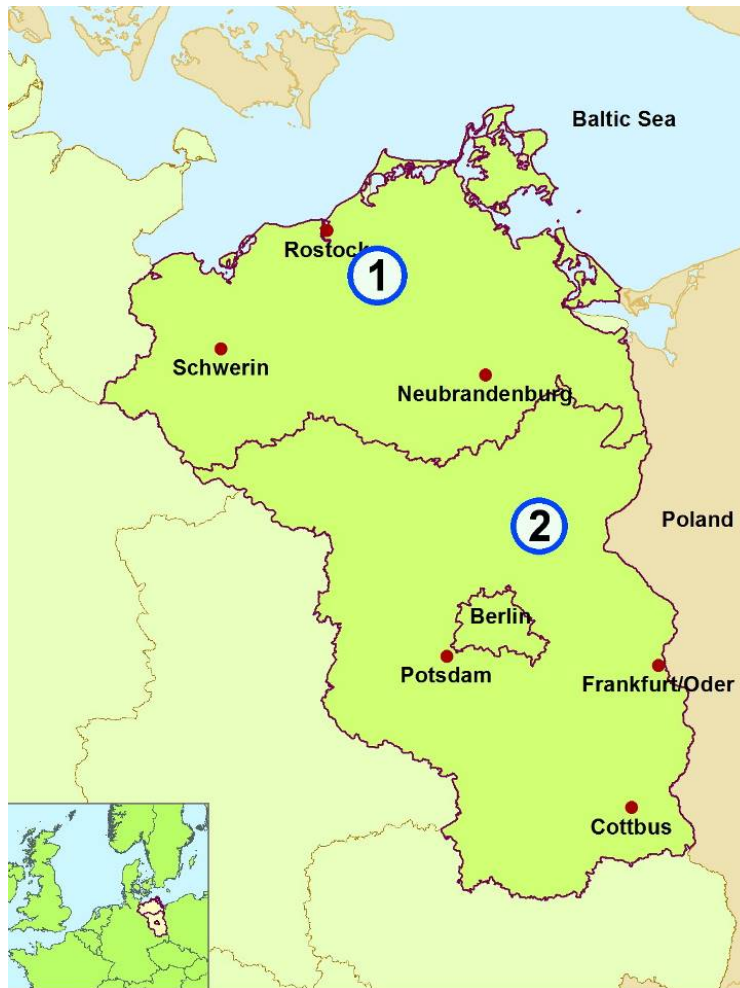 Baltic Sea
Rostock
1
Schwerin
Neubrandenburg
2
Poland
Berlin
Potsdam
Frankfurt/Oder
Cottbus